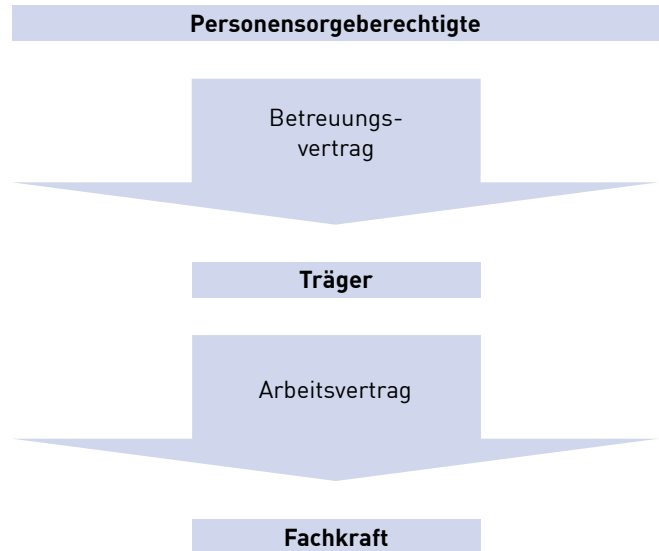 Personensorgeberechtigte
Betreuungs-
vertrag
Träger
Arbeitsvertrag
Fachkraft